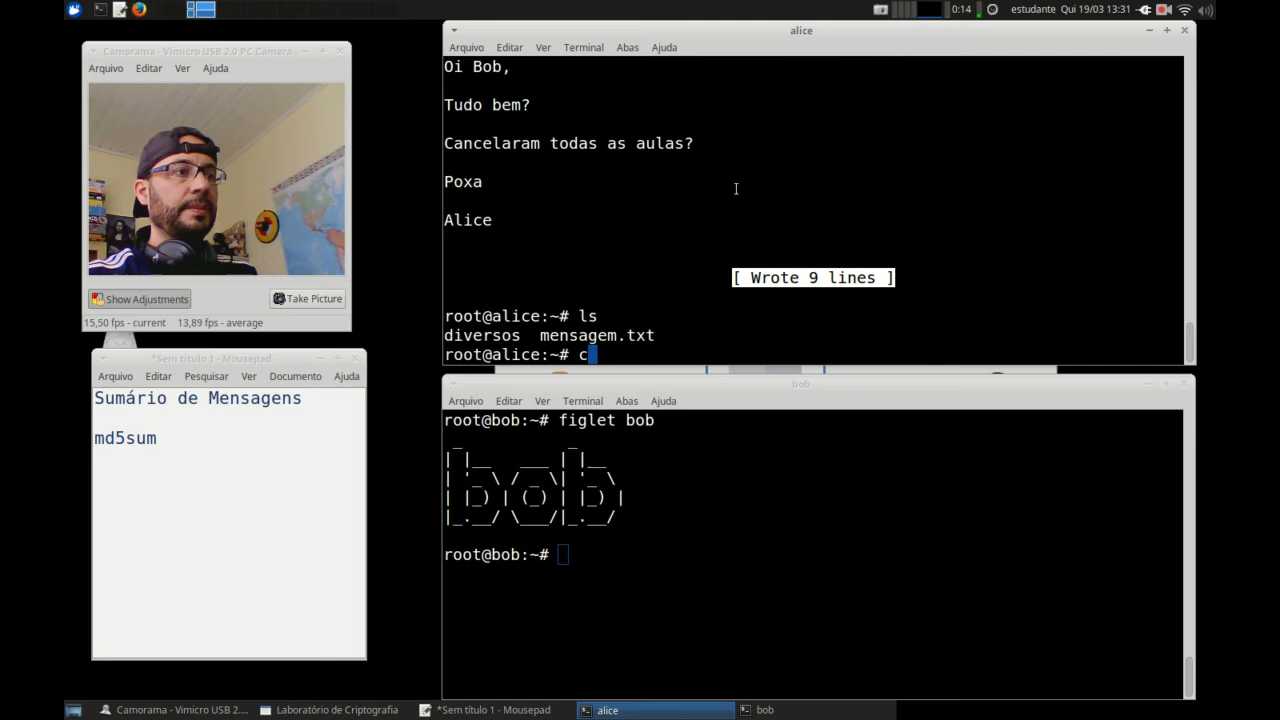 0:14 estudante Qui 19/03 13:31
Camorama - Vimicro USB 2.0 PC Camera
Arquivo Editar Ver Ajuda
Show Adjustments Take Picture
15,50 fps - current 13,89 fps - average
*Sem título 1 - Mousepad
Arquivo Editar Pesquisar Ver Documento Ajuda
Sumário de Mensagens
md5sum
alice
Arquivo Editar Ver Terminal Abas Ajuda
Oi Bob,
Tudo bem?
Cancelaram todas as aulas?
Poxa
Alice
[ Wrote 9 lines ]
root@alice:~# ls
diversos mensagem.txt
root@alice:~# c
bob
Arquivo Editar Ver Terminal Abas Ajuda
root@bob:~# figlet bob
bob
root@bob:~#
Camorama - Vimicro USB 2.... Laboratório de Criptografia *Sem título 1 - Mousepad alice bob